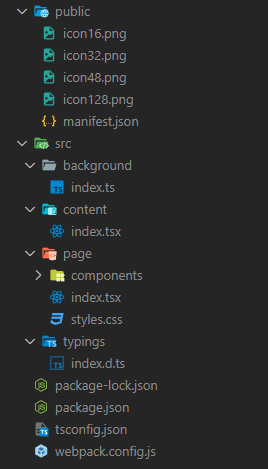 public
icon16.png
icon32.png
icon48.png
icon128.png
manifest.json
src
background
index.ts
content
index.tsx
page
components
index.tsx
styles.css
typings
index.d.ts
package-lock.json
package.json
tsconfig.json
webpack.config.js